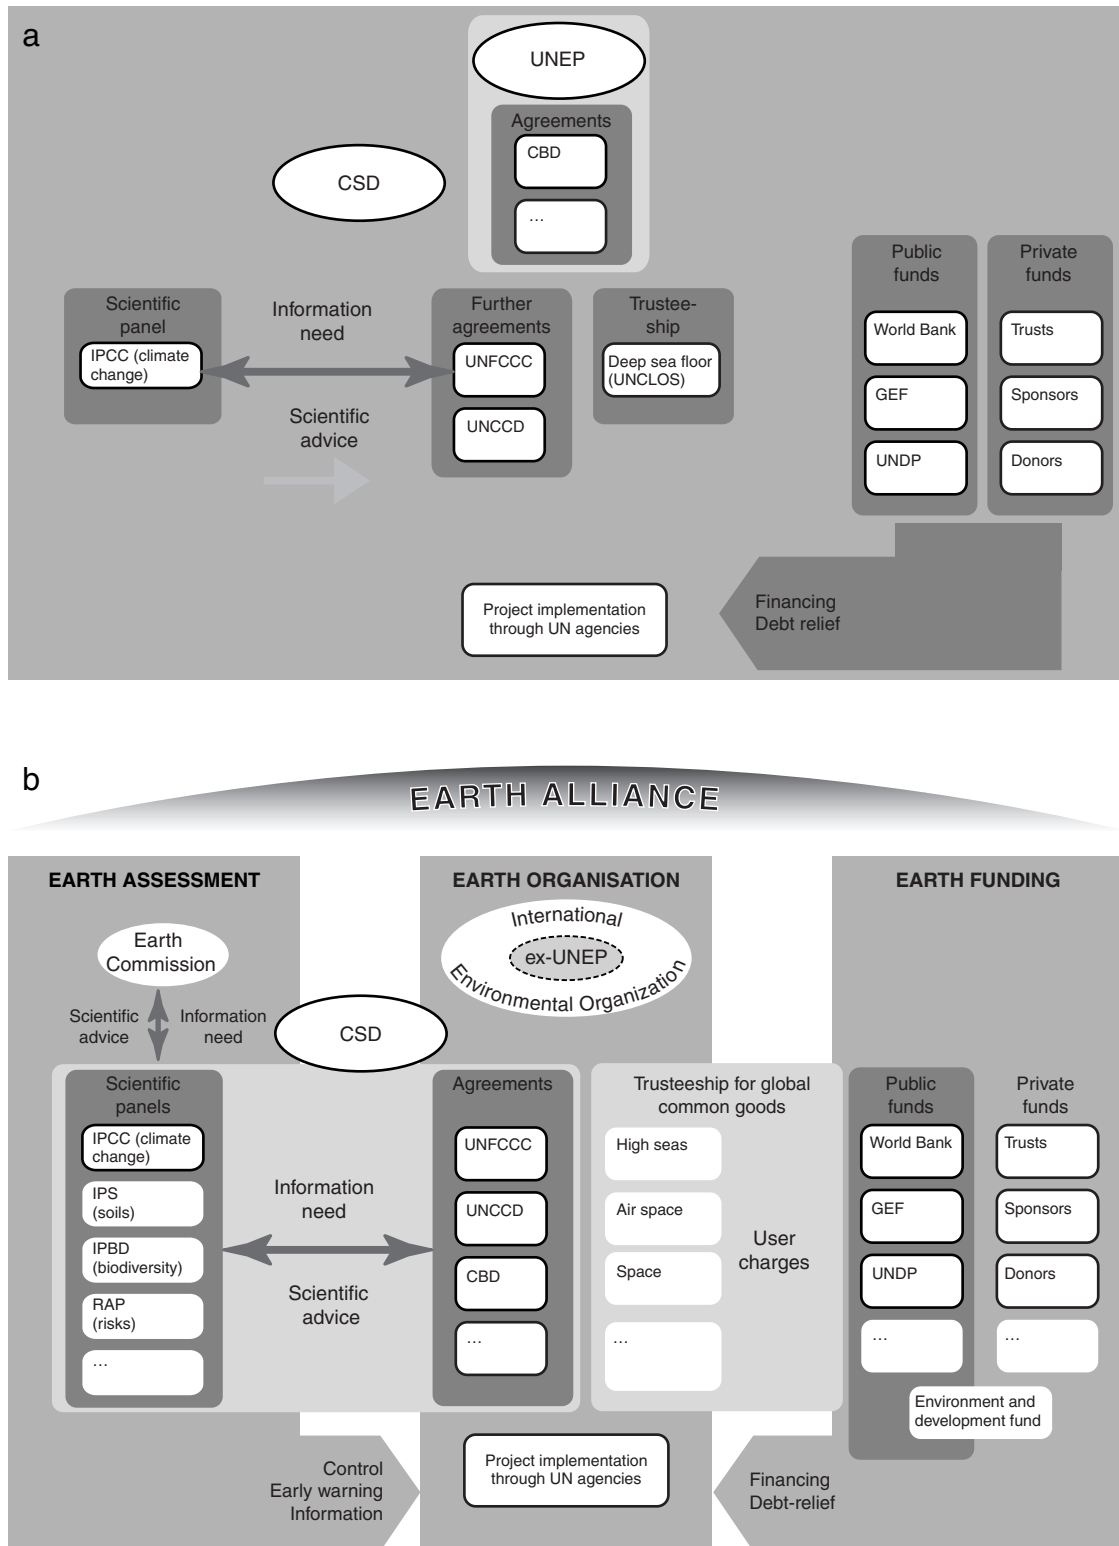 a
UNEP
Agreements
CBD
…
CSD
Scientific
panel
IPCC (climate
change)
Information
need
Scientific
advice
Further
agreements
UNFCCC
UNCCD
Trustee-
ship
Deep sea floor
(UNCLOS)
Public
funds
World Bank
GEF
UNDP
Private
funds
Trusts
Sponsors
Donors
Project implementation
through UN agencies
Financing
Debt relief
b
EARTH ALLIANCE
EARTH ASSESSMENT
Earth
Commission
Scientific
advice
Information
need
Scientific
panels
IPCC (climate
change)
IPS
(soils)
IPBD
(biodiversity)
RAP
(risks)
…
CSD
Information
need
Scientific
advice
EARTH ORGANISATION
International
ex-UNEP
Environmental Organization
Agreements
UNFCCC
UNCCD
CBD
…
Trusteeship for global
common goods
High seas
Air space
Space
…
User
charges
EARTH FUNDING
Public
funds
World Bank
GEF
UNDP
…
Private
funds
Trusts
Sponsors
Donors
…
Environment and
development fund
Control
Early warning
Information
Project implementation
through UN agencies
Financing
Debt-relief